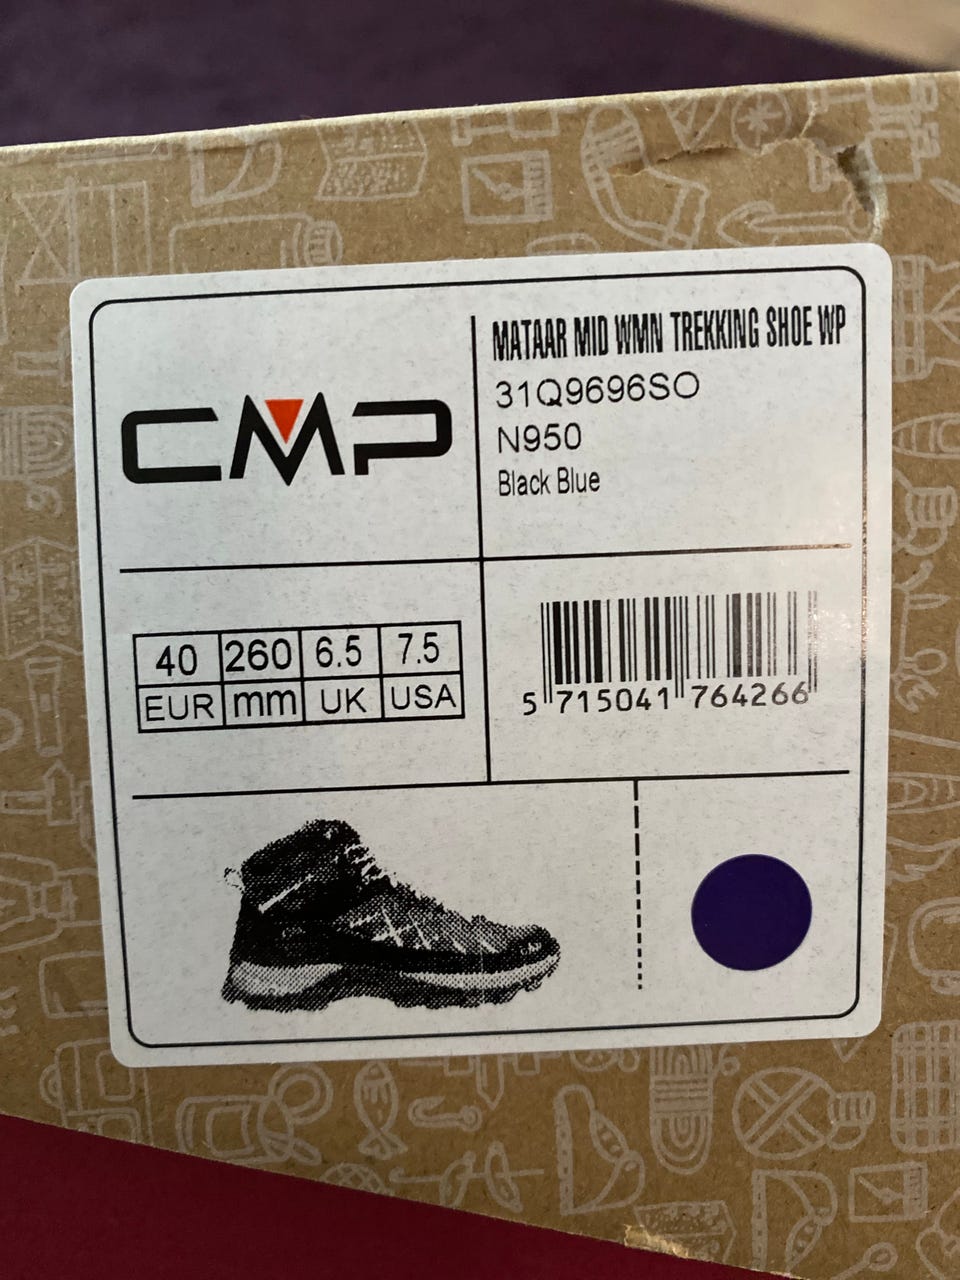 CMP
MATAAR MID WMN TREKKING SHOE WP
31Q9696SO
N950
Black Blue
40 260 6.5 7.5
EUR mm UK USA
5 715041 764266